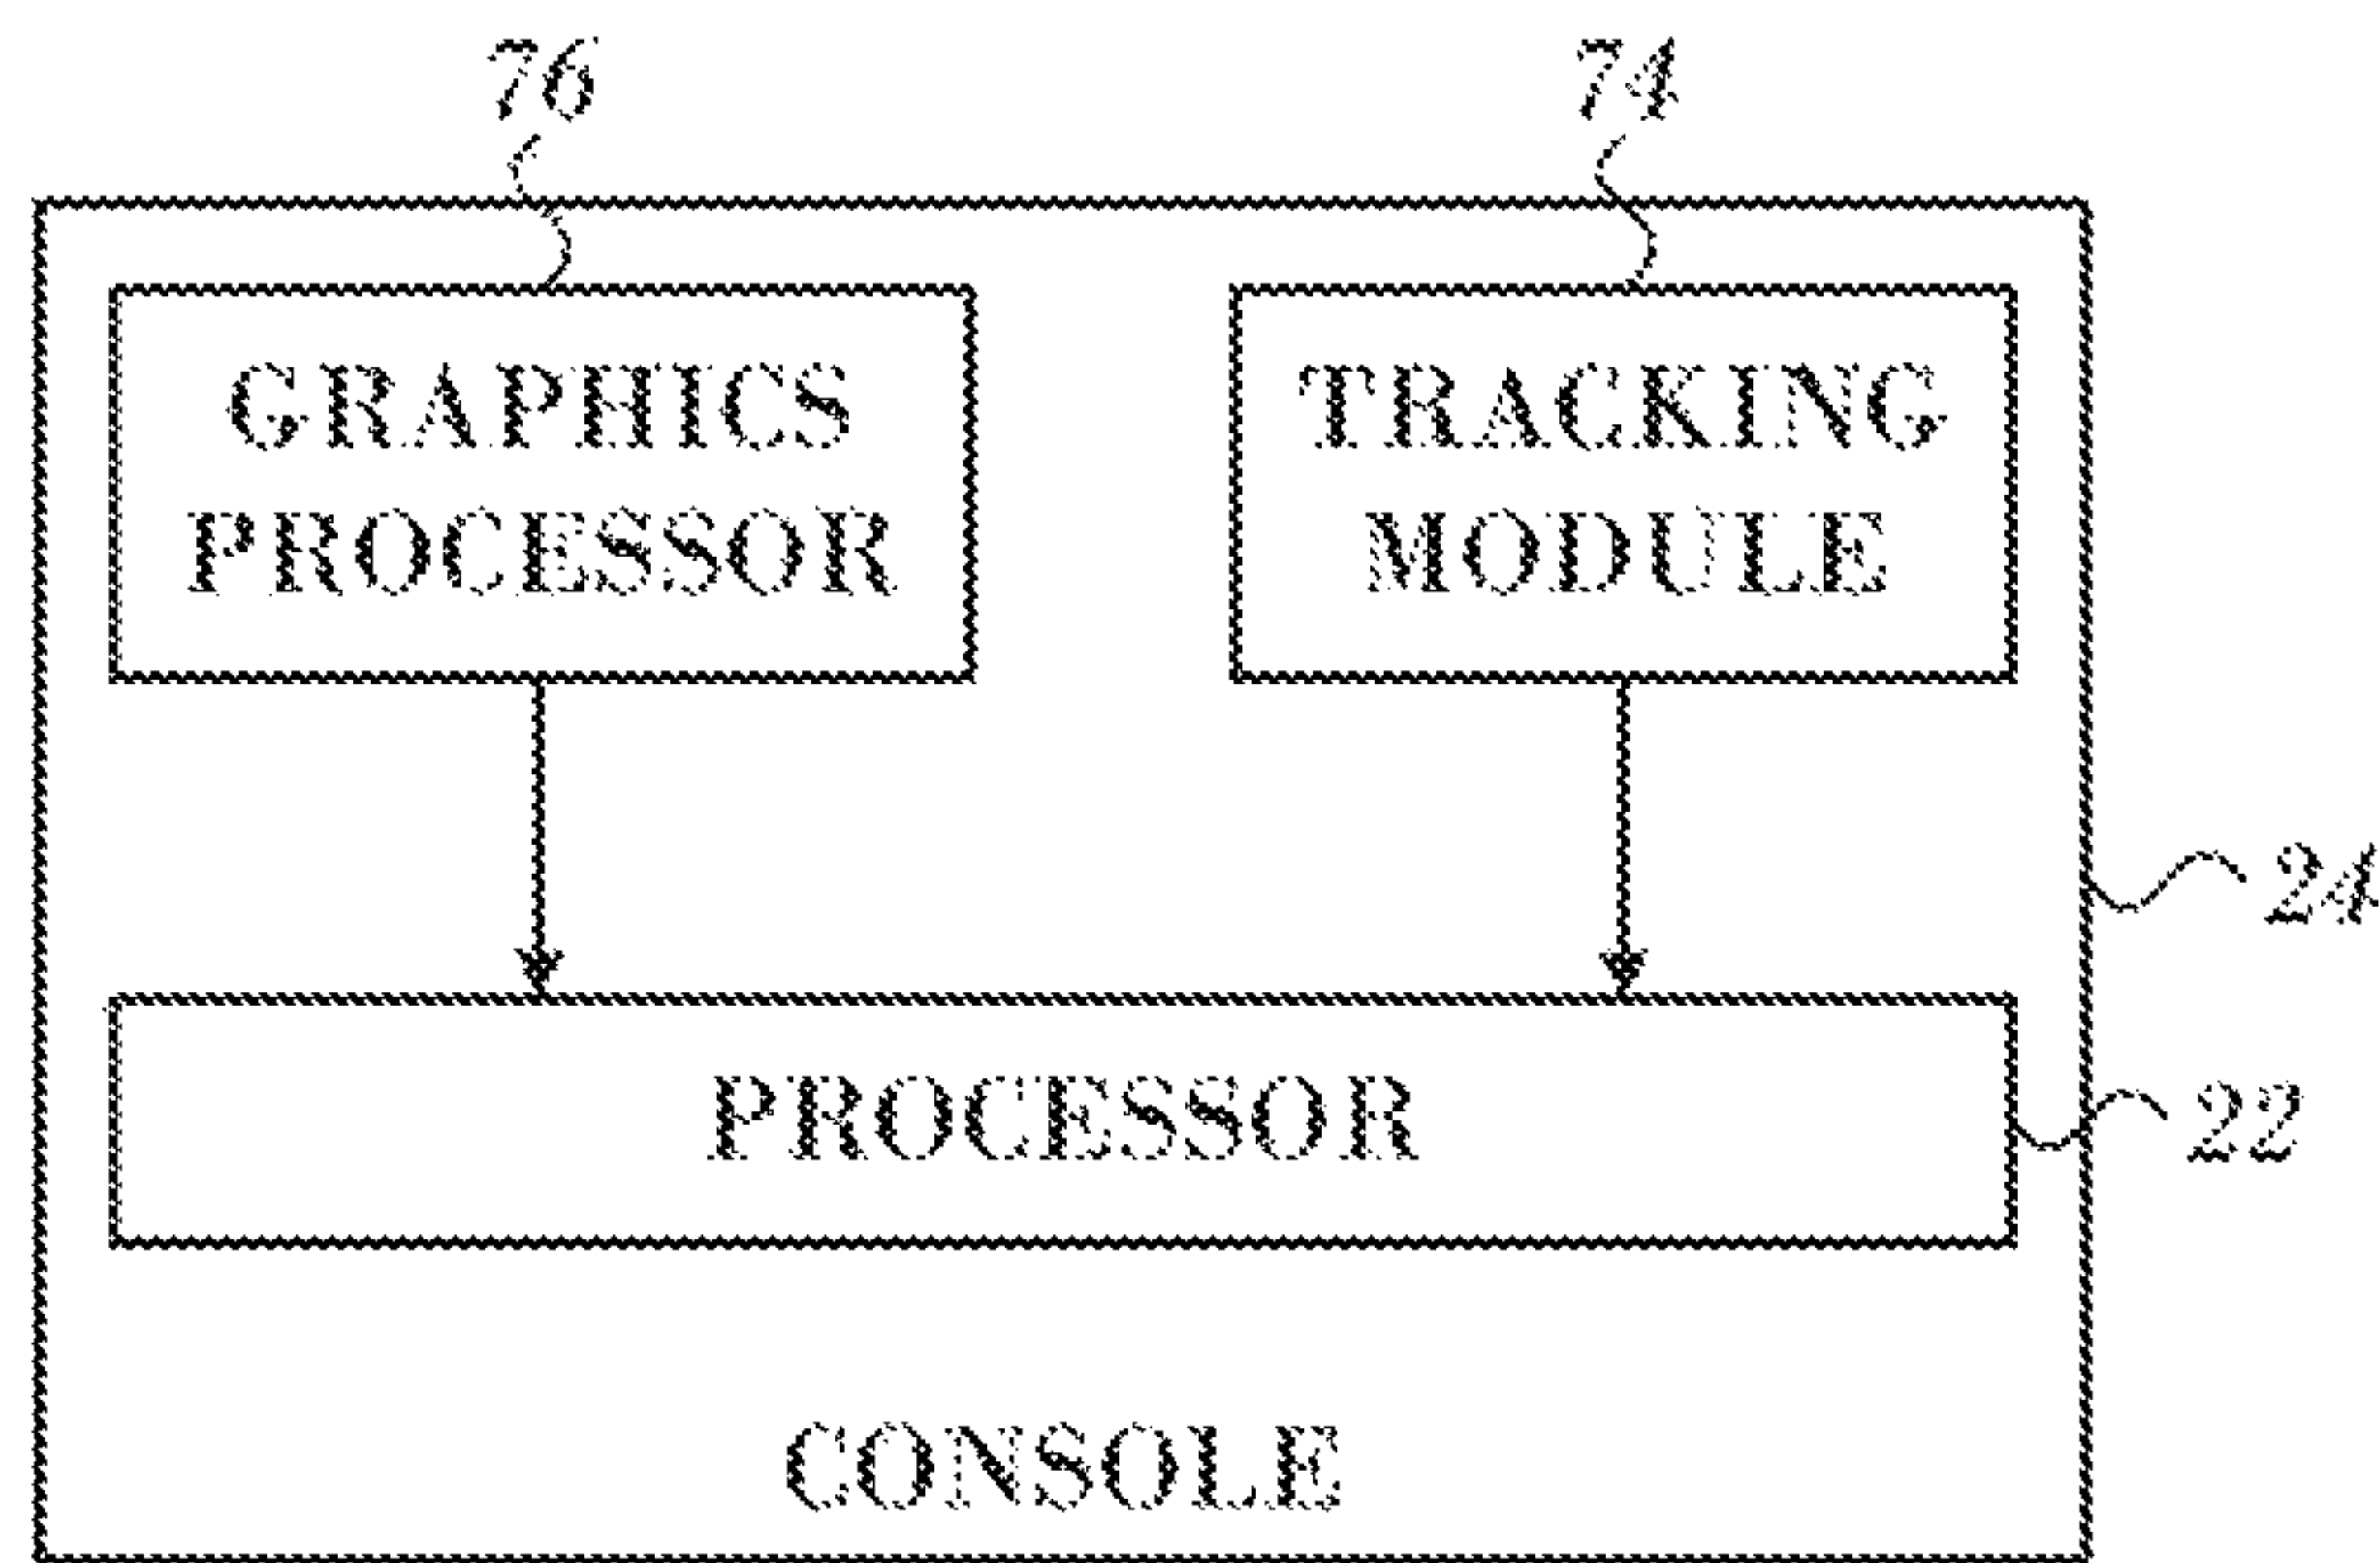 76
74
GRAPHICS
PROCESSOR
TRACKING
MODULE
24
PROCESSOR
22
CONSOLE